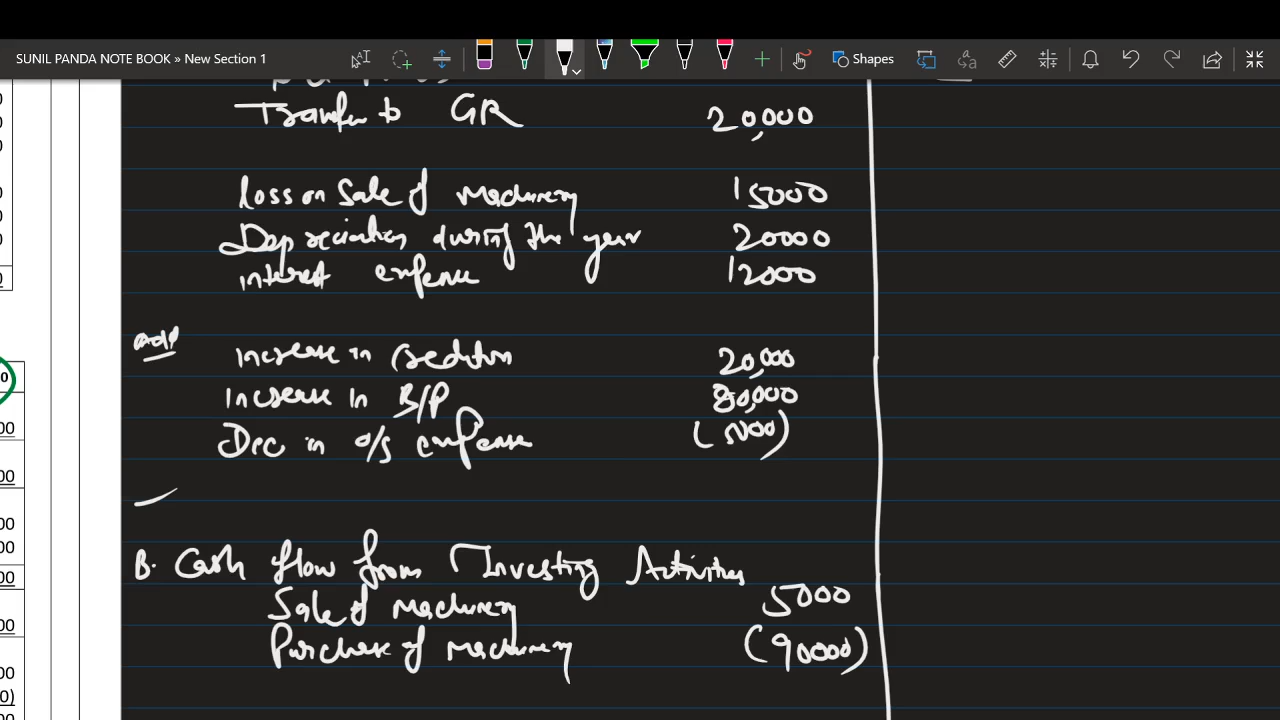 SUNIL PANDA NOTE BOOK » New Section 1
Shapes
Transfer to GR 20,000
loss on Sale of Machinery 15000
Depreciation during the year 20000
interest expense 12000
Add
increase in Creditors 20,000
increase in B/P 80,000
Dec in o/s expense (5000)
B. Cash flow from Investing Activities
Sale of machinery 5000
Purchase of machinery (90000)